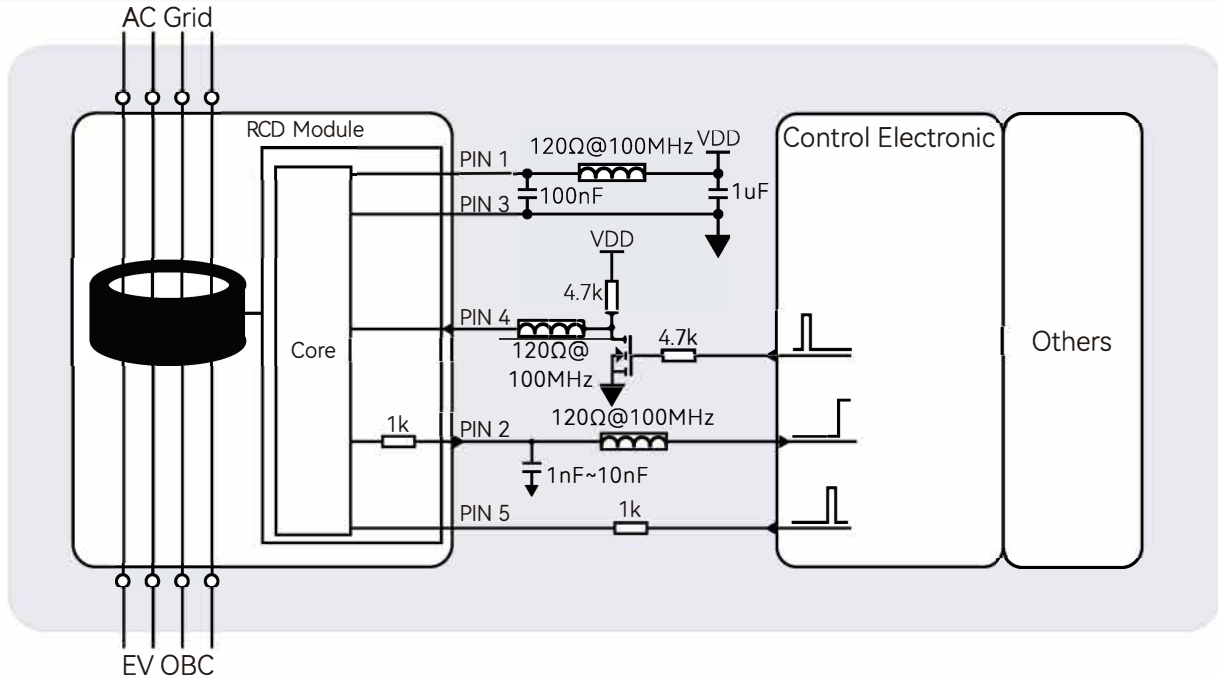 AC Grid
RCD Module
Control Electronic
Others
Core
PIN 1
120Ω@100MHz
VDD
100nF
1uF
PIN 3
VDD
4.7k
PIN 4
120Ω@
100MHz
4.7k
120Ω@100MHz
1k
PIN 2
1nF~10nF
PIN 5
1k
EV OBC